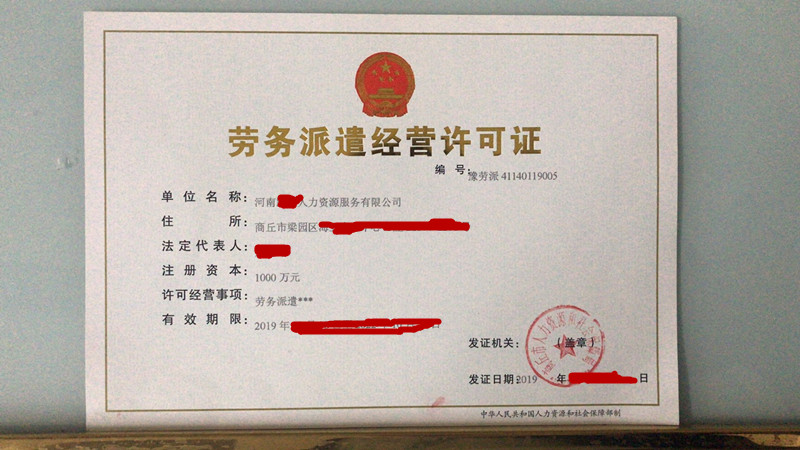 劳务派遣经营许可证
编 号: 豫劳派 41140119005
单 位 名 称: 河南 人力资源服务有限公司
住 所: 商丘市梁园区
法定代表人:
注 册 资 本: 1000 万元
许可经营事项: 劳务派遣***
有 效 期 限: 2019 年
发证机关: (盖章)
发证日期: 2019 年 日
中华人民共和国人力资源和社会保障部制